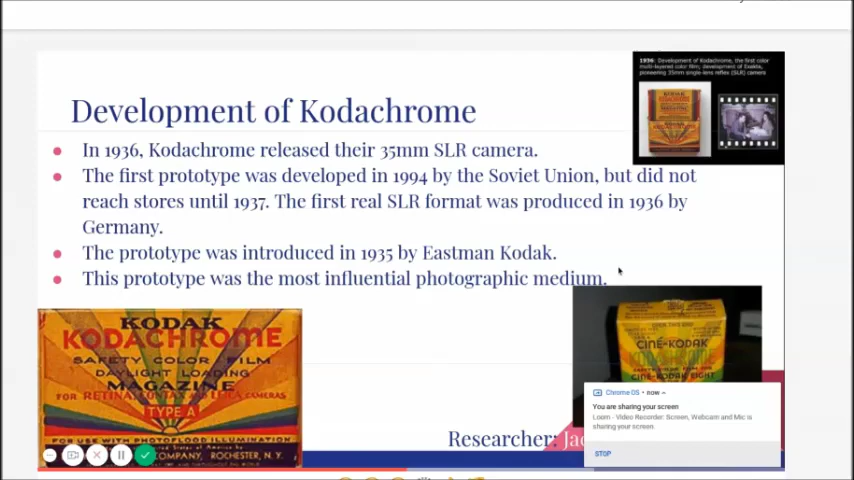 1936: Development of Kodachrome, the first color
multi-layered color film; development of Exakta,
pioneering 35mm single-lens reflex (SLR) camera
Development of Kodachrome
In 1936, Kodachrome released their 35mm SLR camera.
The first prototype was developed in 1994 by the Soviet Union, but did not
reach stores until 1937. The first real SLR format was produced in 1936 by
Germany.
The prototype was introduced in 1935 by Eastman Kodak.
This prototype was the most influential photographic medium.
KODAK
KODACHROME
SAFETY COLOR FILM
DAYLIGHT LOADING
MAGAZINE
FOR RETINA, CONTAX AND LEICA CAMERAS
TYPE A
FOR USE WITH PHOTOFLOOD ILLUMINATION
COMPANY, ROCHESTER, N.Y.
CINÉ-KODAK
KODACHROME
CINÉ-KODAK EIGHT
Researcher: Jac
Chrome OS • now
You are sharing your screen
Loom - Video Recorder: Screen, Webcam and Mic is
sharing your screen.
STOP